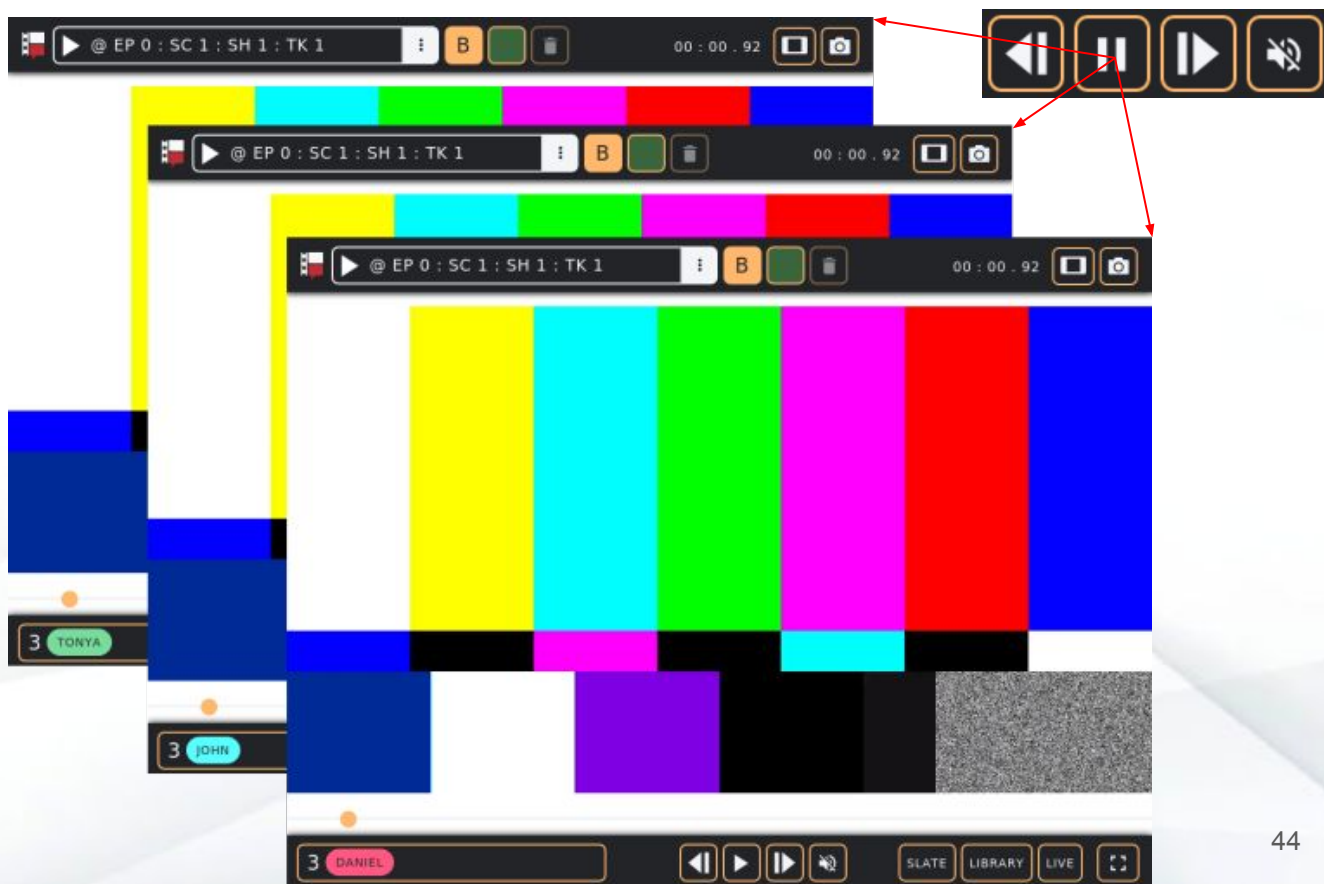 @ EP 0 : SC 1 : SH 1 : TK 1 B 00 : 00 . 92
@ EP 0 : SC 1 : SH 1 : TK 1 B 00 : 00 . 92
@ EP 0 : SC 1 : SH 1 : TK 1 B 00 : 00 . 92
3 TONYA
3 JOHN
3 DANIEL SLATE LIBRARY LIVE
44